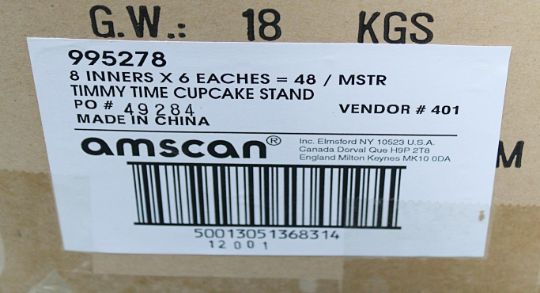 G.W.: 18 KGS
995278
8 INNERS X 6 EACHES = 48 / MSTR
TIMMY TIME CUPCAKE STAND
PO # 49284 VENDOR # 401
MADE IN CHINA
amscan® Inc. Elmsford NY 10523 U.S.A.
Canada Dorval Que H9P 2T8
England Milton Keynes MK10 0DA
M
50013051368314
12001